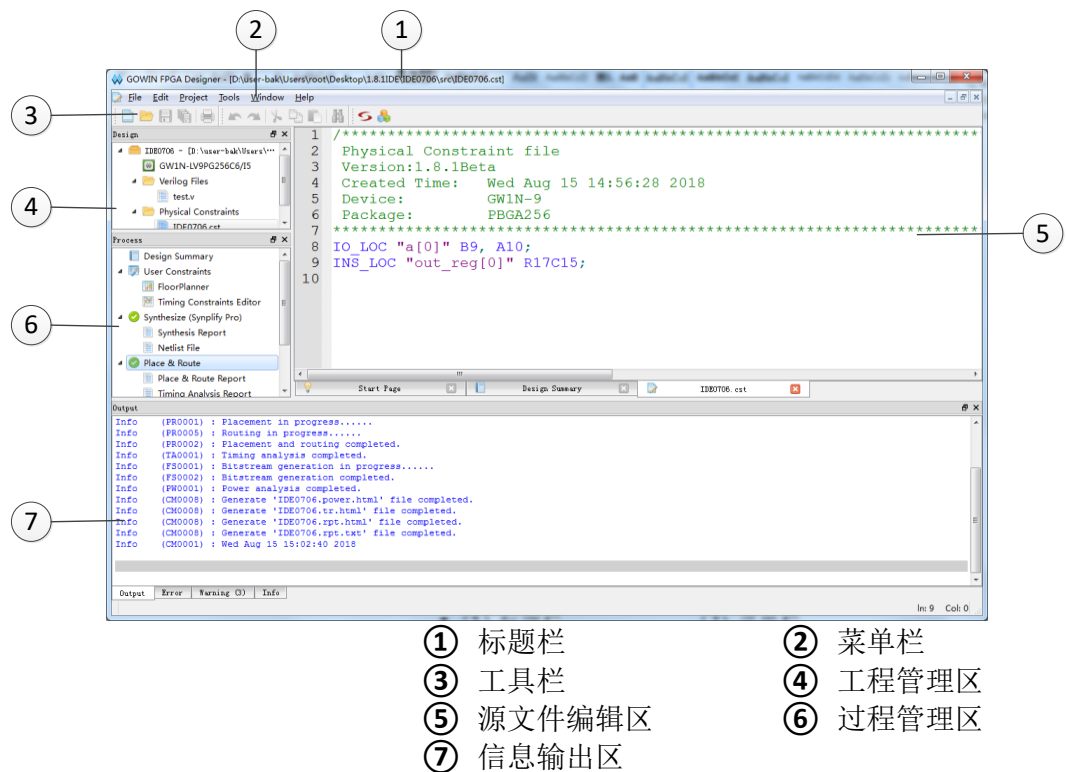 2
1
GOWIN FPGA Designer - [D:\user-bak\Users\root\Desktop\1.8.1IDE\IDE0706\src\IDE0706.cst]
File Edit Project Tools Window Help
3
Design
IDE0706 - [D:\user-bak\Users\···
GW1N-LV9PG256C6/I5
Verilog Files
test.v
Physical Constraints
IDE0706.cst
4
Process
Design Summary
User Constraints
FloorPlanner
Timing Constraints Editor
Synthesize (Synplify Pro)
Synthesis Report
Netlist File
Place & Route
Place & Route Report
Timing Analysis Report
6
1 /********************************************************************
2 Physical Constraint file
3 Version:1.8.1Beta
4 Created Time: Wed Aug 15 14:56:28 2018
5 Device: GW1N-9
6 Package: PBGA256
7 *********************************************************************
8 IO_LOC "a[0]" B9, A10;
9 INS_LOC "out_reg[0]" R17C15;
10
5
Start Page Design Summary IDE0706.cst
Output
Info (PR0001) : Placement in progress......
Info (PR0005) : Routing in progress......
Info (PR0002) : Placement and routing completed.
Info (TA0001) : Timing analysis completed.
Info (FS0001) : Bitstream generation in progress......
Info (FS0002) : Bitstream generation completed.
Info (PW0001) : Power analysis completed.
Info (CM0008) : Generate 'IDE0706.power.html' file completed.
Info (CM0008) : Generate 'IDE0706.tr.html' file completed.
Info (CM0008) : Generate 'IDE0706.rpt.html' file completed.
Info (CM0008) : Generate 'IDE0706.rpt.txt' file completed.
Info (CM0001) : Wed Aug 15 15:02:40 2018
7
Output Error Warning (3) Info
ln: 9 Col: 0
① 标题栏 ② 菜单栏
③ 工具栏 ④ 工程管理区
⑤ 源文件编辑区 ⑥ 过程管理区
⑦ 信息输出区